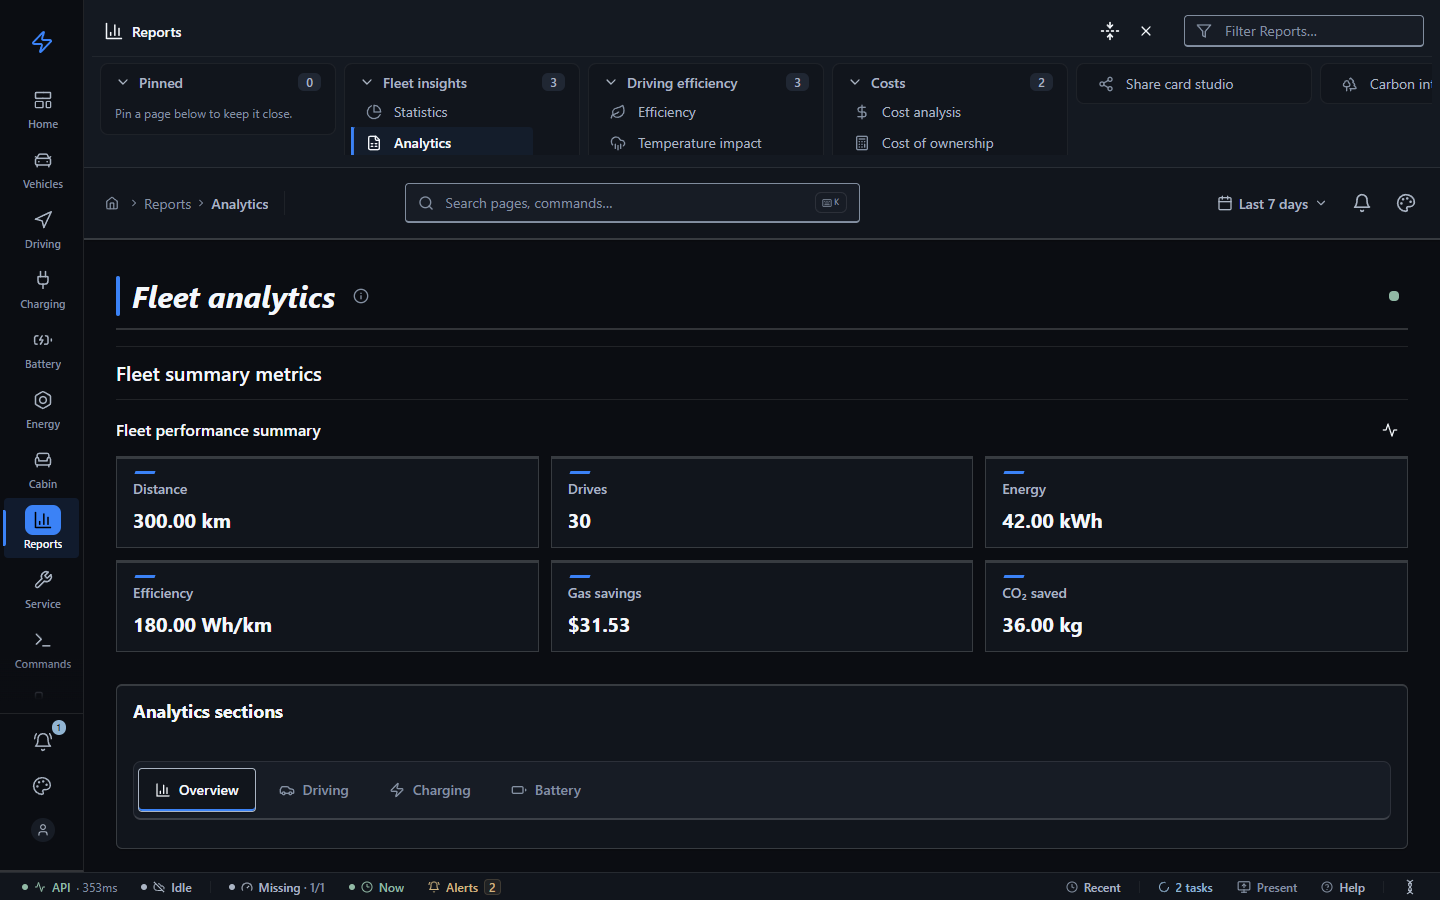 Reports
Filter Reports...
Pinned 0
Pin a page below to keep it close.
Fleet insights 3
Statistics
Analytics
Driving efficiency 3
Efficiency
Temperature impact
Costs 2
Cost analysis
Cost of ownership
Share card studio
Carbon in
Home
Vehicles
Driving
Charging
Battery
Energy
Cabin
Reports
Service
Commands
1
Reports
Analytics
Search pages, commands...
K
Last 7 days
Fleet analytics
Fleet summary metrics
Fleet performance summary
Distance
300.00 km
Drives
30
Energy
42.00 kWh
Efficiency
180.00 Wh/km
Gas savings
$31.53
CO₂ saved
36.00 kg
Analytics sections
Overview
Driving
Charging
Battery
API · 353ms
Idle
Missing · 1/1
Now
Alerts 2
Recent
2 tasks
Present
Help